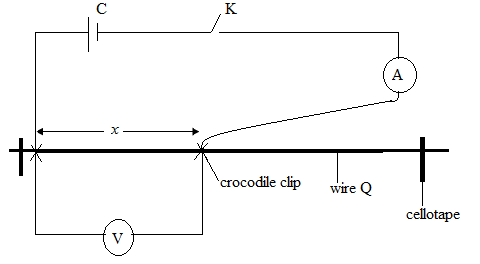 C
K
A
x
crocodile clip
wire Q
cellotape
V